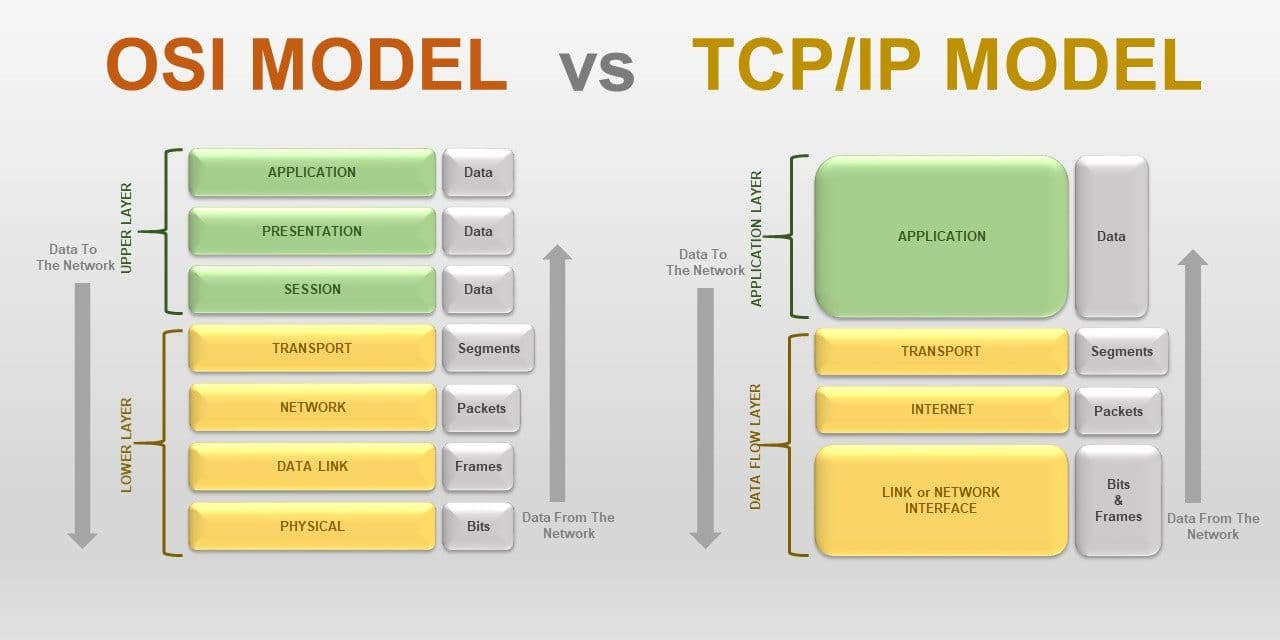 OSI MODEL vs TCP/IP MODEL
UPPER LAYER
APPLICATION Data
PRESENTATION Data
SESSION Data
Data To
The Network
LOWER LAYER
TRANSPORT Segments
NETWORK Packets
DATA LINK Frames
PHYSICAL Bits
Data From The
Network
APPLICATION LAYER
APPLICATION Data
Data To
The Network
DATA FLOW LAYER
TRANSPORT Segments
INTERNET Packets
LINK or NETWORK
INTERFACE
Bits
&
Frames
Data From The
Network